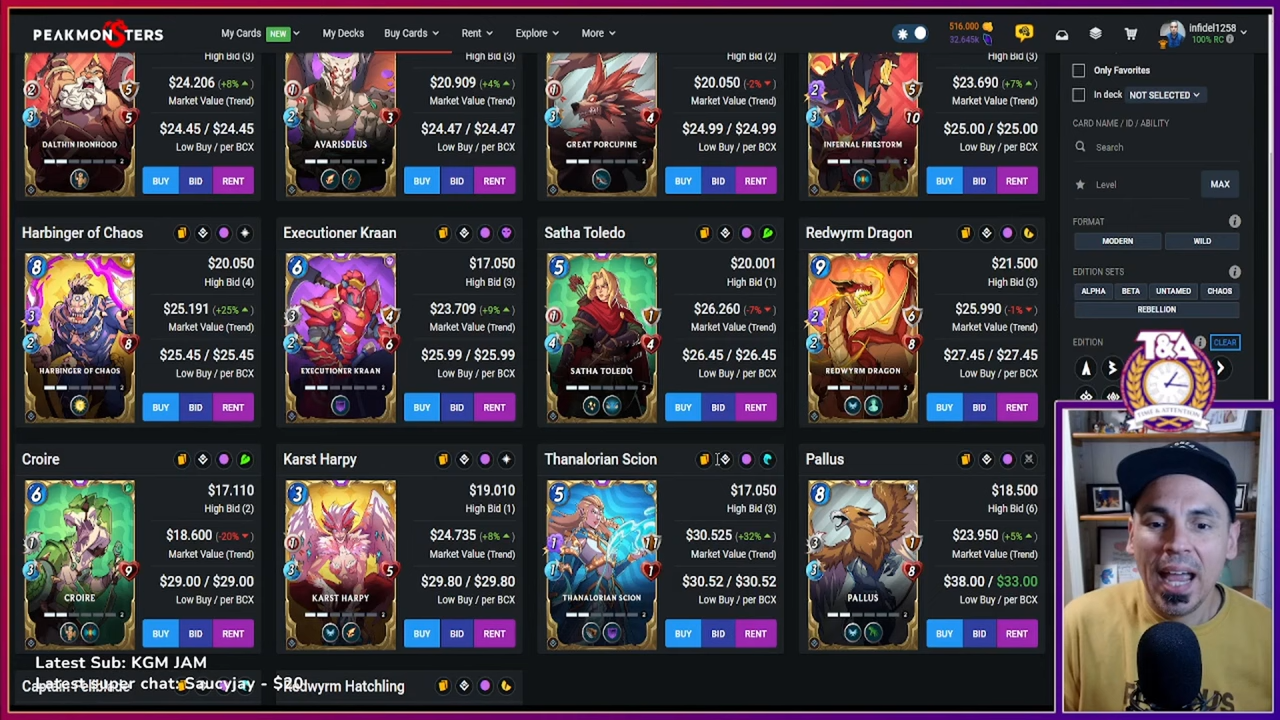 PEAKMONSTERS
My Cards NEW
My Decks
Buy Cards
Rent
Explore
More
516.000
32.645k
infidel1258
100% RC
High Bid (3)
$24.206 (+8%)
Market Value (Trend)
$24.45 / $24.45
Low Buy / per BCX
DALTHIN IRONHOOD
BUY BID RENT
High Bid (3)
$20.909 (+4%)
Market Value (Trend)
$24.47 / $24.47
Low Buy / per BCX
AVARISDEUS
BUY BID RENT
High Bid (2)
$20.050 (-2%)
Market Value (Trend)
$24.99 / $24.99
Low Buy / per BCX
GREAT PORCUPINE
BUY BID RENT
High Bid (3)
$23.690 (+7%)
Market Value (Trend)
$25.00 / $25.00
Low Buy / per BCX
INFERNAL FIRESTORM
BUY BID RENT
Harbinger of Chaos
$20.050
High Bid (4)
$25.191 (+25%)
Market Value (Trend)
$25.45 / $25.45
Low Buy / per BCX
HARBINGER OF CHAOS
BUY BID RENT
Executioner Kraan
$17.050
High Bid (3)
$23.709 (+9%)
Market Value (Trend)
$25.99 / $25.99
Low Buy / per BCX
EXECUTIONER KRAAN
BUY BID RENT
Satha Toledo
$20.001
High Bid (1)
$26.260 (-7%)
Market Value (Trend)
$26.45 / $26.45
Low Buy / per BCX
SATHA TOLEDO
BUY BID RENT
Redwyrm Dragon
$21.500
High Bid (3)
$25.990 (-1%)
Market Value (Trend)
$27.45 / $27.45
Low Buy / per BCX
REDWYRM DRAGON
BUY BID RENT
Croire
$17.110
High Bid (2)
$18.600 (-20%)
Market Value (Trend)
$29.00 / $29.00
Low Buy / per BCX
CROIRE
BUY BID RENT
Karst Harpy
$19.010
High Bid (1)
$24.735 (+8%)
Market Value (Trend)
$29.80 / $29.80
Low Buy / per BCX
KARST HARPY
BUY BID RENT
Thanalorian Scion
$17.050
High Bid (3)
$30.525 (+32%)
Market Value (Trend)
$30.52 / $30.52
Low Buy / per BCX
THANALORIAN SCION
BUY BID RENT
Pallus
$18.500
High Bid (6)
$23.950 (+5%)
Market Value (Trend)
$38.00 / $33.00
Low Buy / per BCX
PALLUS
BUY BID RENT
Redwyrm Hatchling
Latest Sub: KGM JAM
Latest super chat: Saucyjay - $20
Only Favorites
In deck NOT SELECTED
CARD NAME / ID / ABILITY
Search
Level MAX
FORMAT
MODERN WILD
EDITION SETS
ALPHA BETA UNTAMED CHAOS
REBELLION
EDITION CLEAR
T&A
TIME & ATTENTION